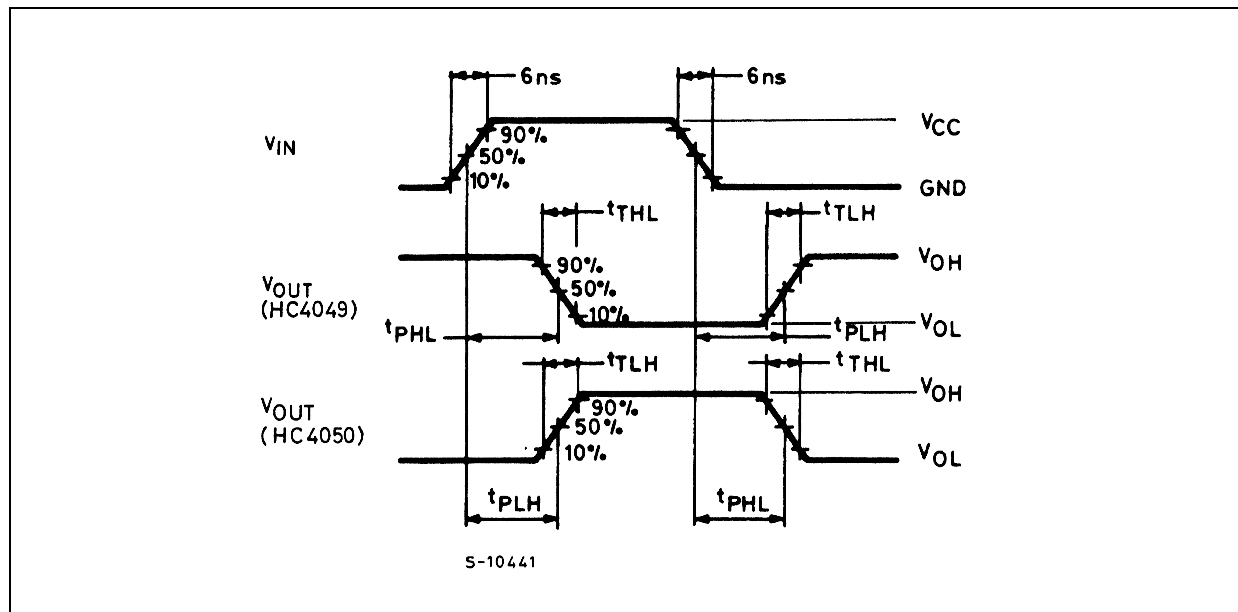 6ns 6ns
VIN 90% VCC
50%
10% GND
tTHL tTLH
VOUT 90% VOH
(HC4049) 50%
10% VOL
tPHL tPLH
tTLH tTHL
VOUT 90% VOH
(HC4050) 50%
10% VOL
tPLH tPHL
S-10441